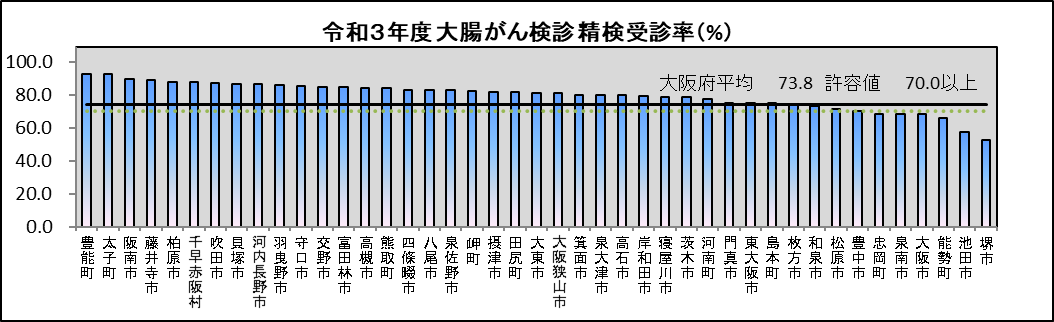 令和３年度 大腸がん検診 精検受診率(%)
100.0
80.0
60.0
40.0
20.0
0.0
大阪府平均 73.8 許容値 70.0以上
豊能町
太子町
阪南市
藤井寺市
柏原市
千早赤阪村
吹田市
貝塚市
河内長野市
羽曳野市
守口市
交野市
富田林市
高槻市
熊取町
四條畷市
八尾市
泉佐野市
岬町
摂津市
田尻町
大東市
大阪狭山市
箕面市
泉大津市
高石市
岸和田市
寝屋川市
茨木市
河南町
門真市
東大阪市
島本町
枚方市
和泉市
松原市
豊中市
忠岡町
泉南市
大阪市
能勢町
池田市
堺市